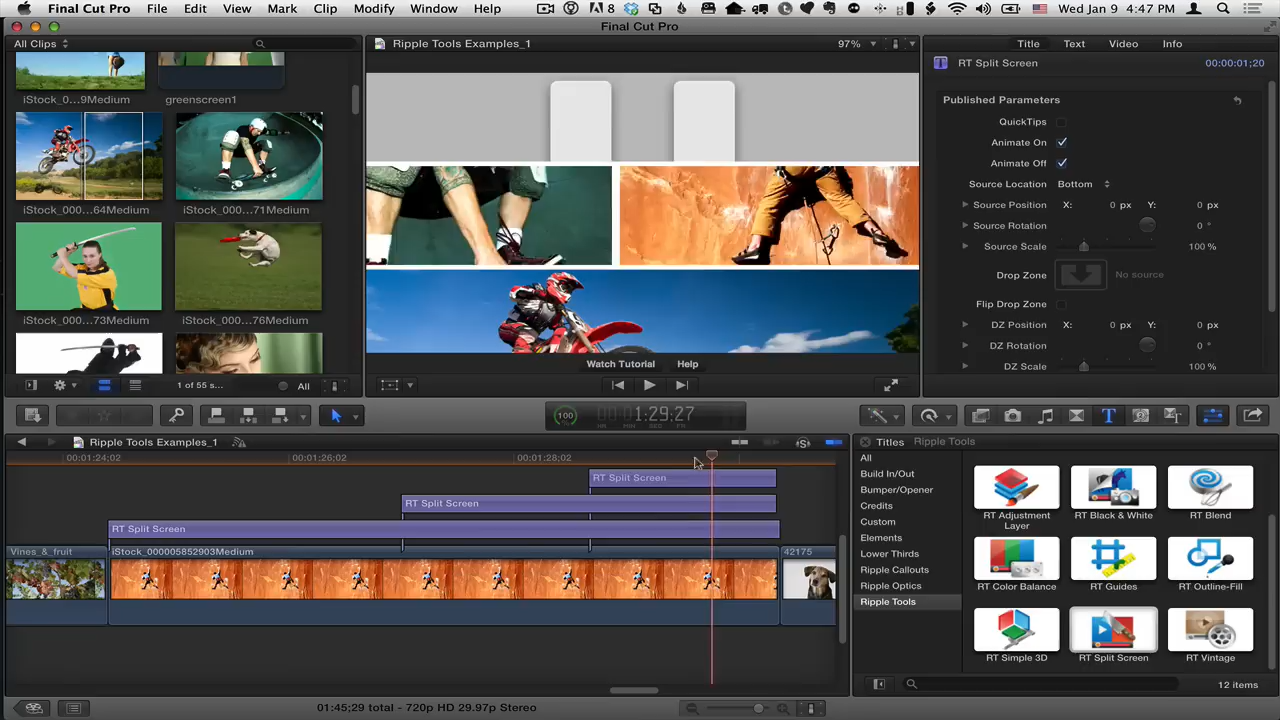 Final Cut Pro File Edit View Mark Clip Modify Window Help
8
Wed Jan 9 4:47 PM
Final Cut Pro
All Clips
Ripple Tools Examples_1
97%
Title Text Video Info
RT Split Screen
00:00:01;20
iStock_0...9Medium
greenscreen1
Published Parameters
QuickTips
Animate On
Animate Off
Source Location Bottom
Source Position X: 0 px Y: 0 px
Source Rotation 0 °
Source Scale 100 %
Drop Zone No source
Flip Drop Zone
DZ Position X: 0 px Y: 0 px
DZ Rotation 0 °
DZ Scale 100 %
iStock_000...64Medium
iStock_000...71Medium
iStock_000...73Medium
iStock_000...76Medium
Watch Tutorial Help
1 of 55 s...
All
100
1:29:27
HR MIN SEC FR
Ripple Tools Examples_1
00:01:24;02
00:01:26;02
00:01:28;02
RT Split Screen
RT Split Screen
RT Split Screen
Vines_&_fruit
iStock_000005852903Medium
42175
Titles Ripple Tools
All
Build In/Out
Bumper/Opener
Credits
Custom
Elements
Lower Thirds
Ripple Callouts
Ripple Optics
Ripple Tools
RT Adjustment Layer
RT Black & White
RT Blend
RT Color Balance
RT Guides
RT Outline-Fill
RT Simple 3D
RT Split Screen
RT Vintage
12 items
01:45;29 total - 720p HD 29.97p Stereo